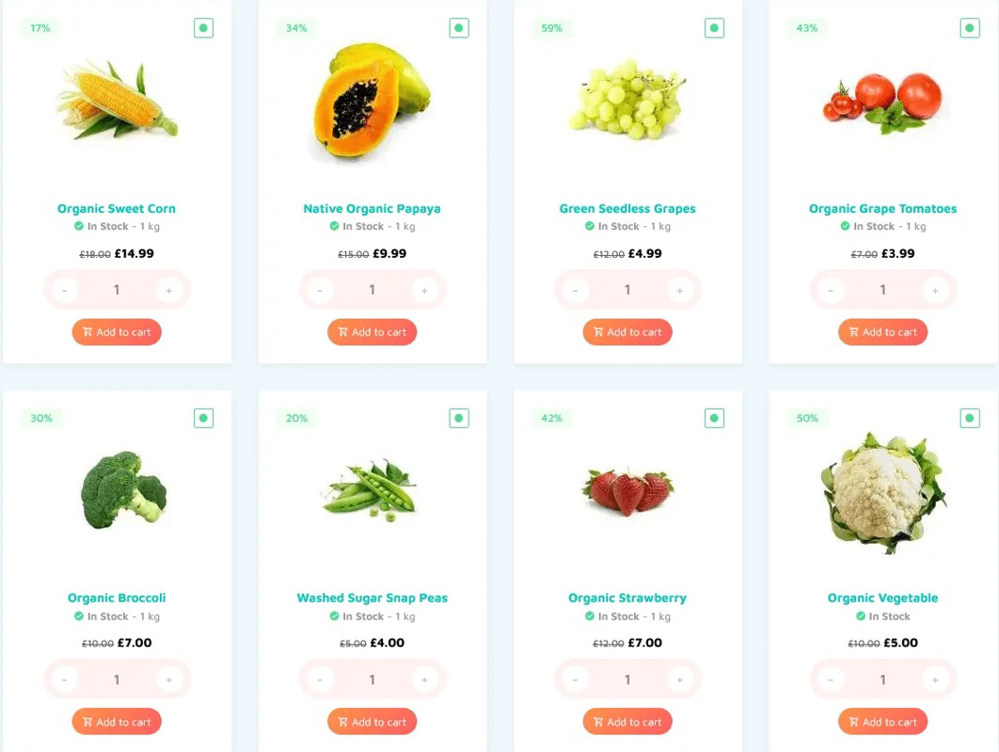 17%
34%
59%
43%
Organic Sweet Corn
In Stock - 1 kg
£18.00 £14.99
- 1 +
Add to cart
Native Organic Papaya
In Stock - 1 kg
£15.00 £9.99
- 1 +
Add to cart
Green Seedless Grapes
In Stock - 1 kg
£12.00 £4.99
- 1 +
Add to cart
Organic Grape Tomatoes
In Stock - 1 kg
£7.00 £3.99
- 1 +
Add to cart
30%
20%
42%
50%
Organic Broccoli
In Stock - 1 kg
£10.00 £7.00
- 1 +
Add to cart
Washed Sugar Snap Peas
In Stock - 1 kg
£5.00 £4.00
- 1 +
Add to cart
Organic Strawberry
In Stock - 1 kg
£12.00 £7.00
- 1 +
Add to cart
Organic Vegetable
In Stock
£10.00 £5.00
- 1 +
Add to cart